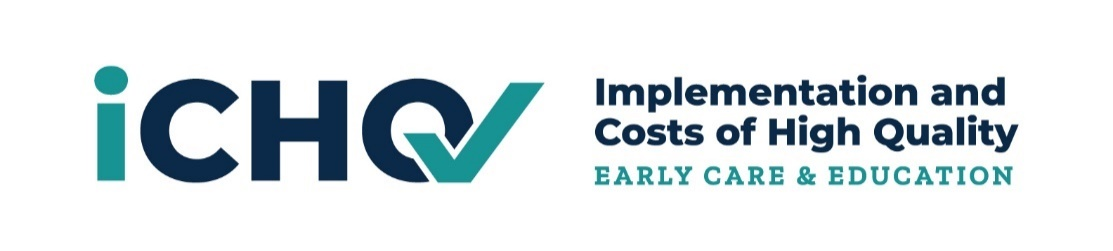 iCHQ
Implementation and
Costs of High Quality
EARLY CARE & EDUCATION